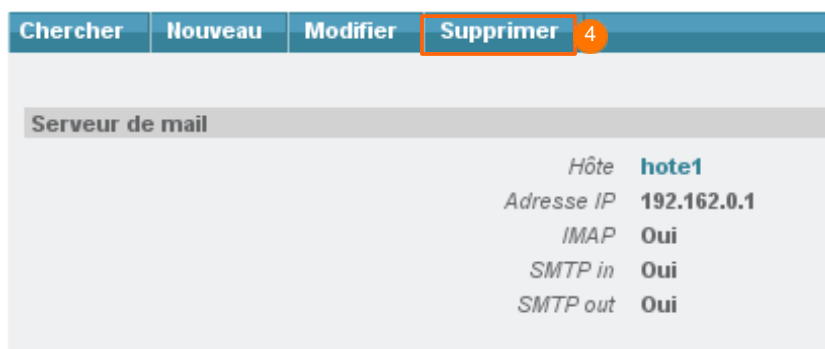 Chercher Nouveau Modifier Supprimer 4
Serveur de mail
Hôte hote1
Adresse IP 192.162.0.1
IMAP Oui
SMTP in Oui
SMTP out Oui